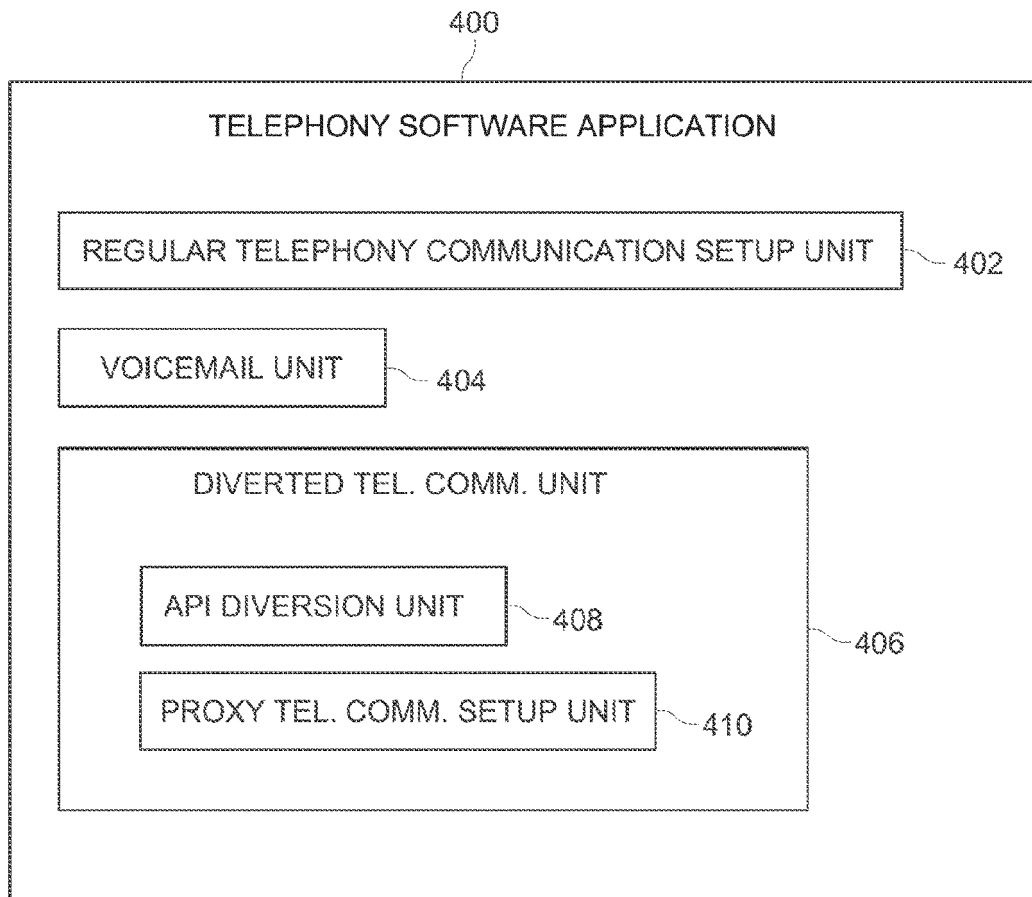 400
TELEPHONY SOFTWARE APPLICATION
REGULAR TELEPHONY COMMUNICATION SETUP UNIT
402
VOICEMAIL UNIT
404
DIVERTED TEL. COMM. UNIT
API DIVERSION UNIT
408
406
PROXY TEL. COMM. SETUP UNIT
410